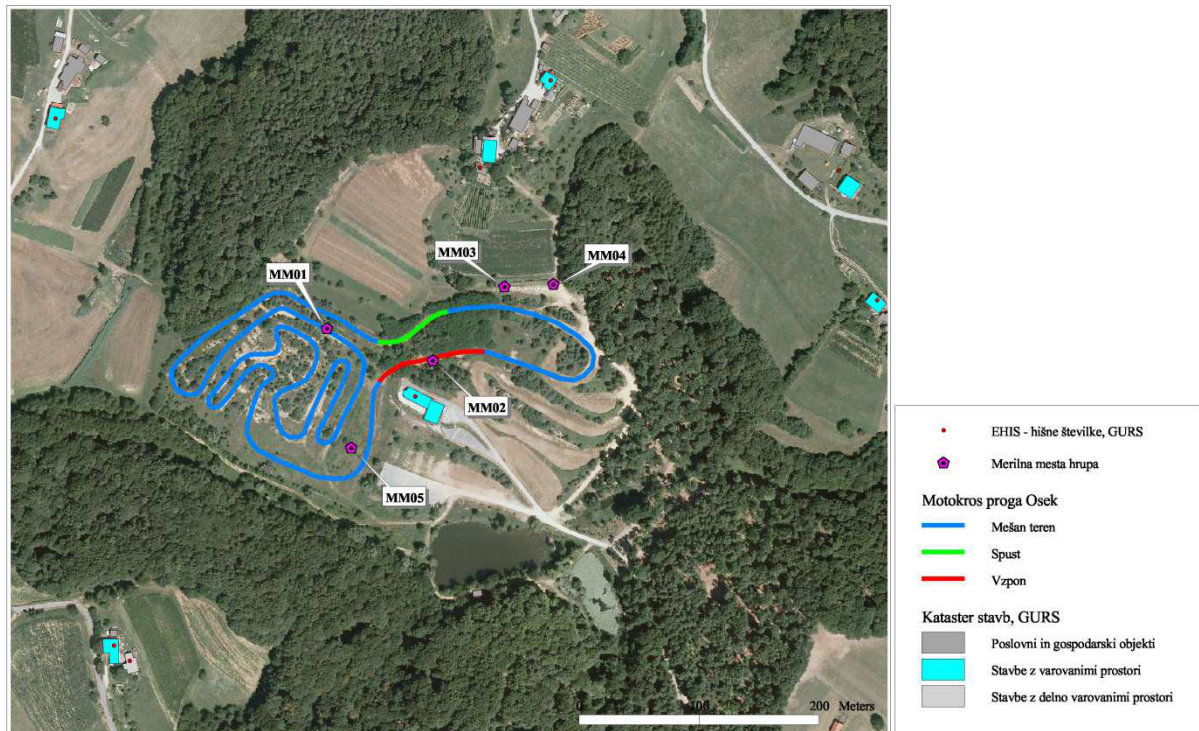 MM01
MM03
MM04
MM02
MM05
0 100 200 Meters
EHIS - hišne številke, GURS
Merilna mesta hrupa
Motokros proga Osek
Mešan teren
Spust
Vzpon
Kataster stavb, GURS
Poslovni in gospodarski objekti
Stavbe z varovanimi prostori
Stavbe z delno varovanimi prostori